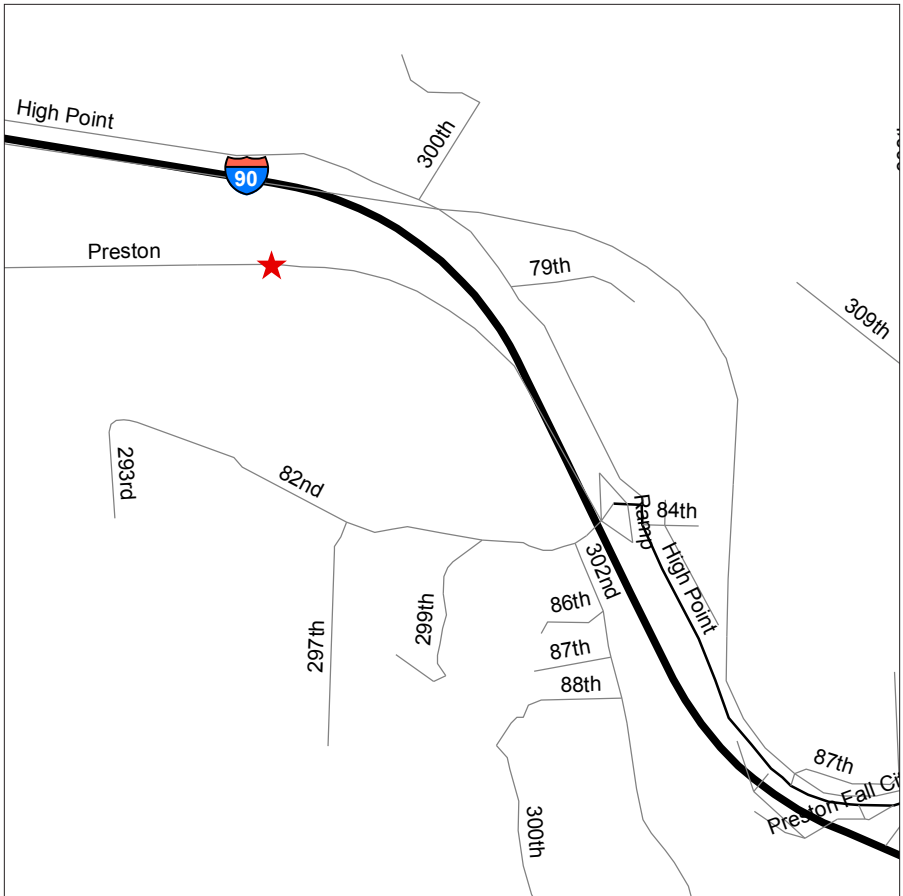 High Point
300th
90
Preston
79th
309th
293rd
82nd
Ramp
84th
302nd
High Point
86th
299th
297th
87th
88th
87th
Preston Fall Ci
300th